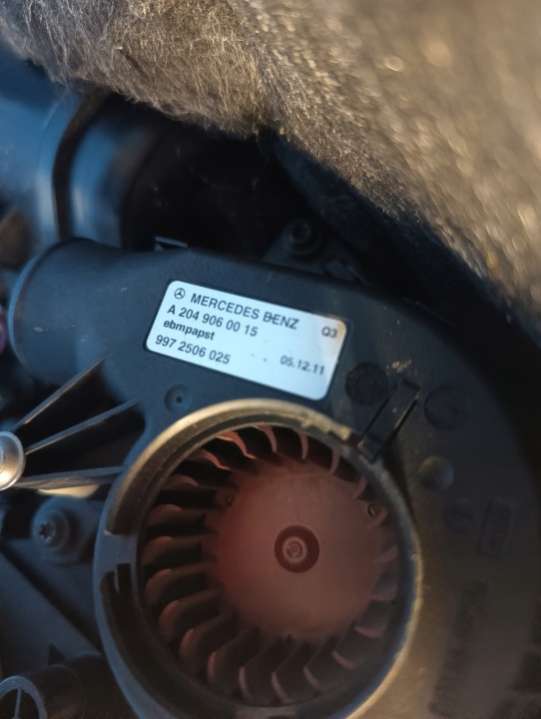 MERCEDES BENZ Q3
A 204 906 00 15
ebmpapst
997 2506 025 05.12.11